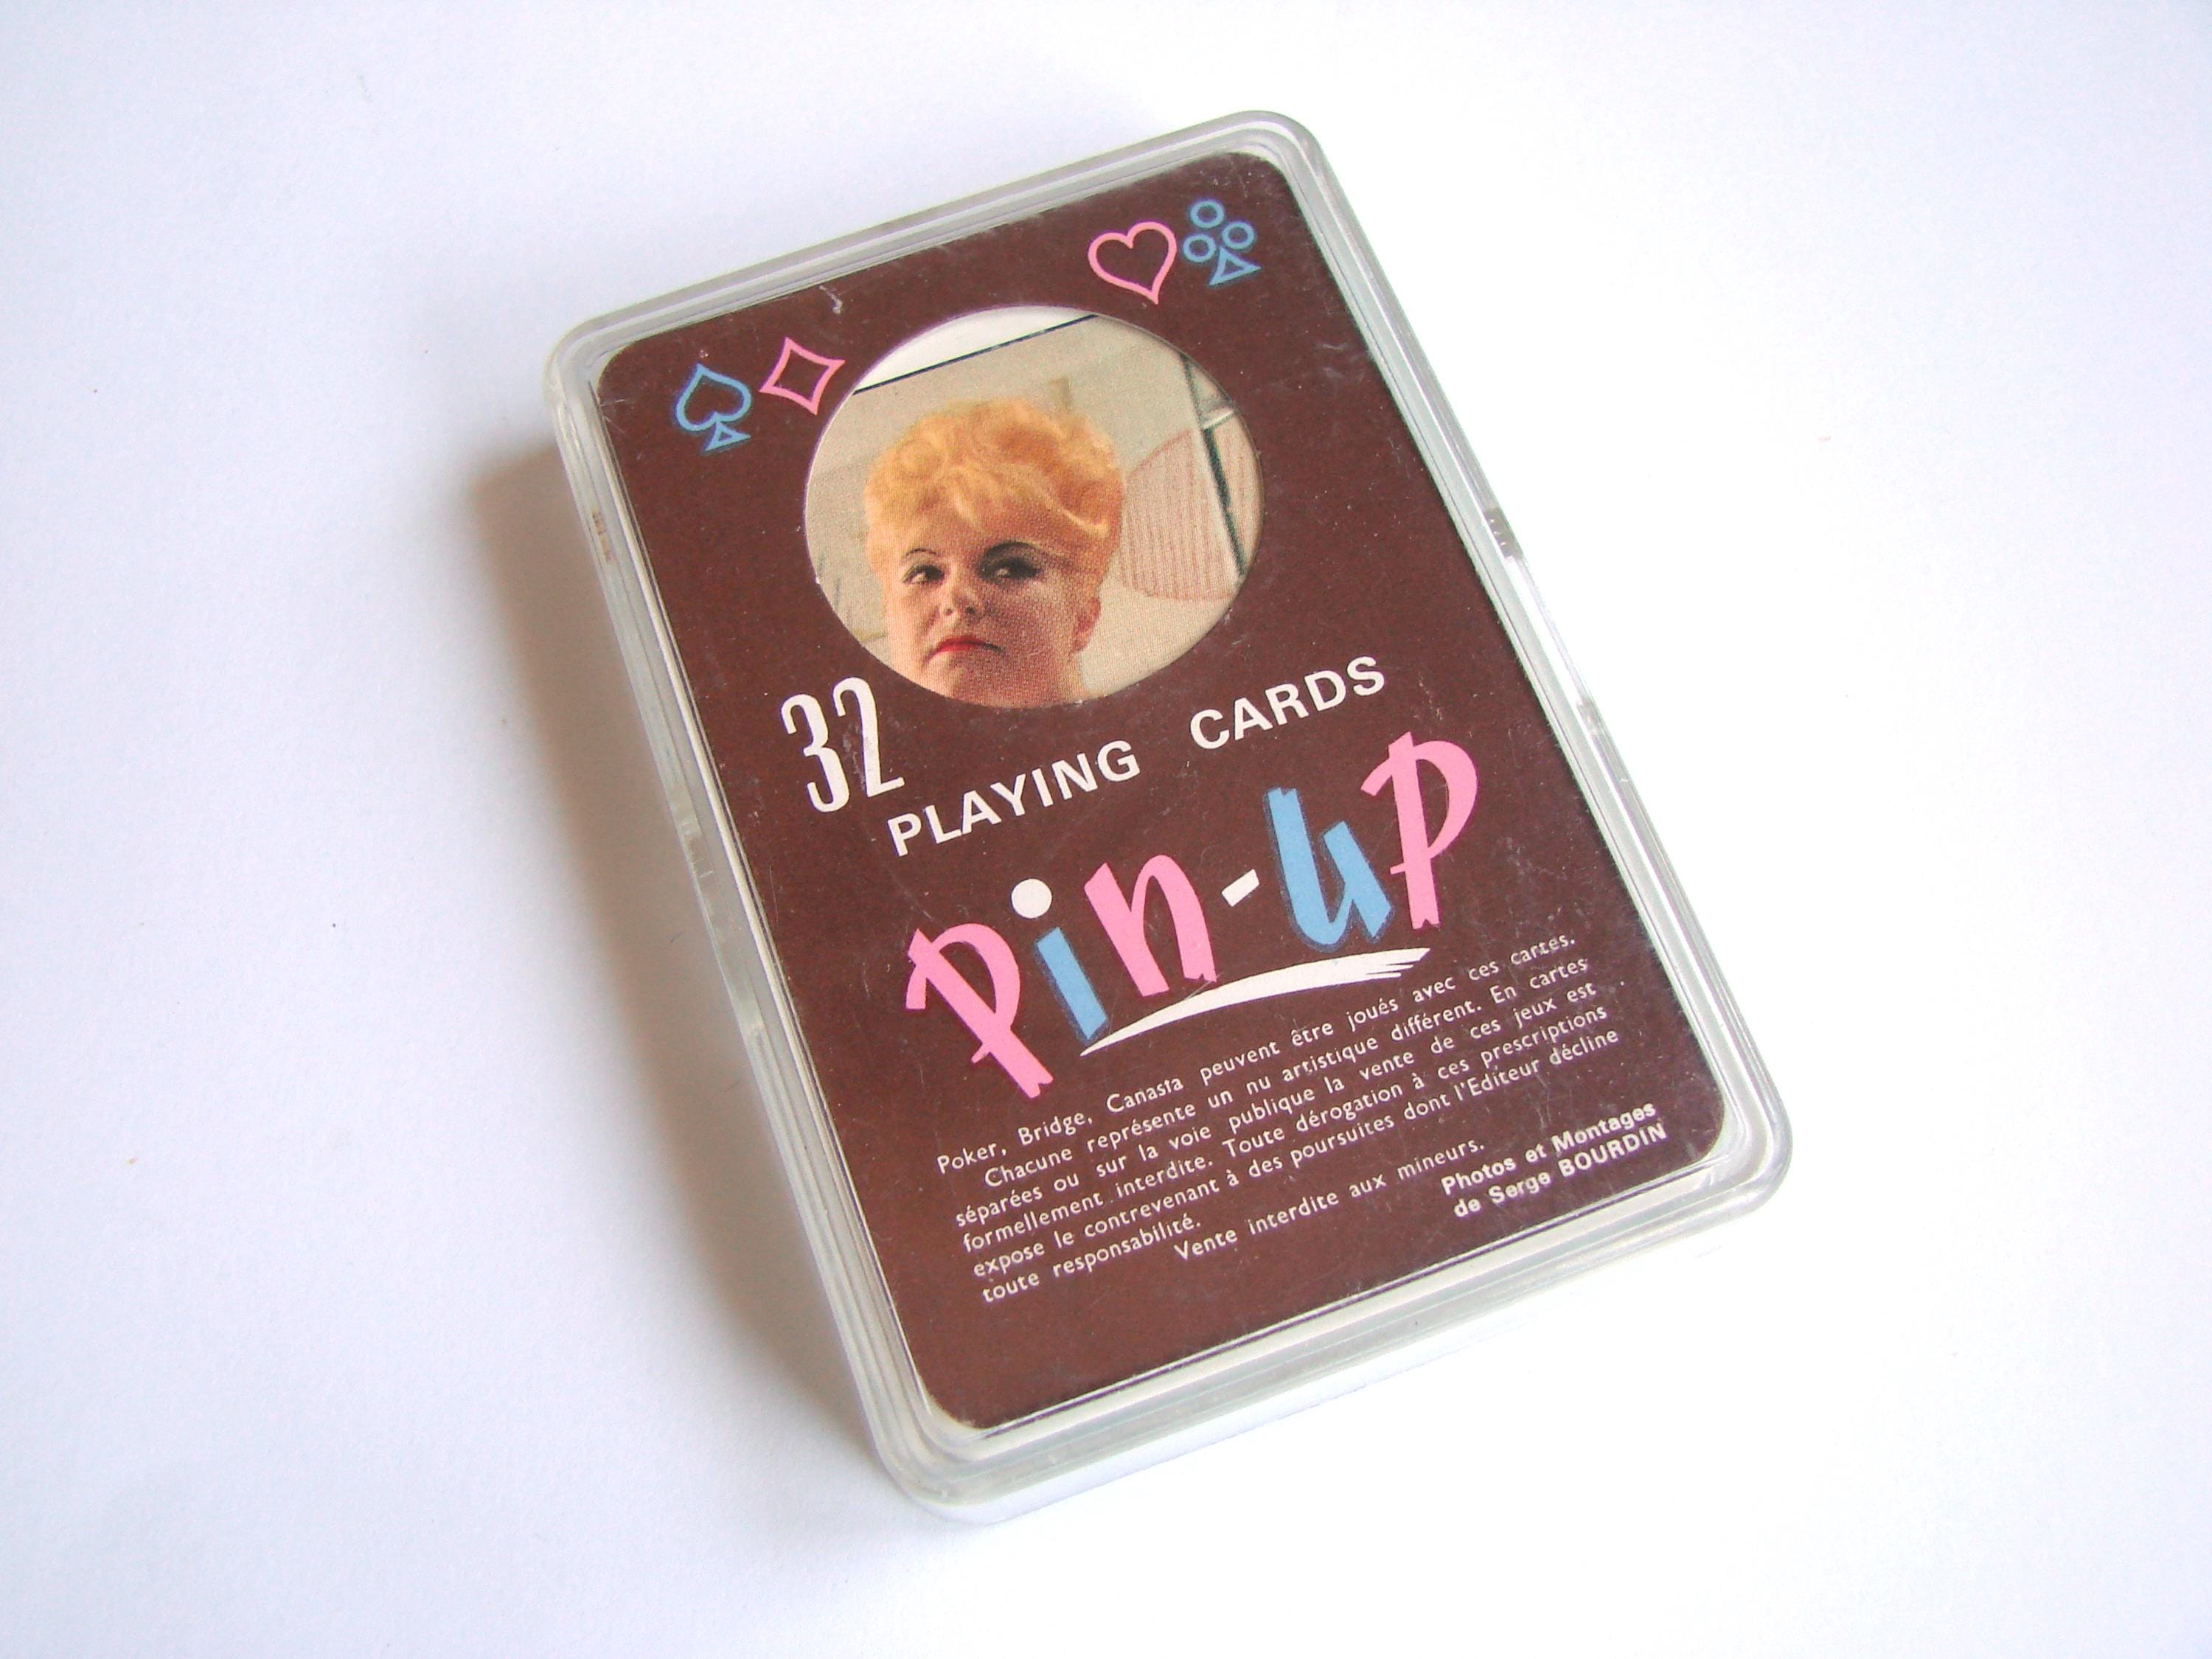 32
PLAYING CARDS
Pin-uP
Poker, Bridge, Canasta peuvent être joués avec ces cartes.
Chacune représente un nu artistique différent. En cartes
séparées ou sur la voie publique la vente de ces jeux est
formellement interdite. Toute dérogation à ces prescriptions
expose le contrevenant à des poursuites dont l'Editeur décline
toute responsabilité.
Vente interdite aux mineurs.
Photos et Montages
de Serge BOURDIN